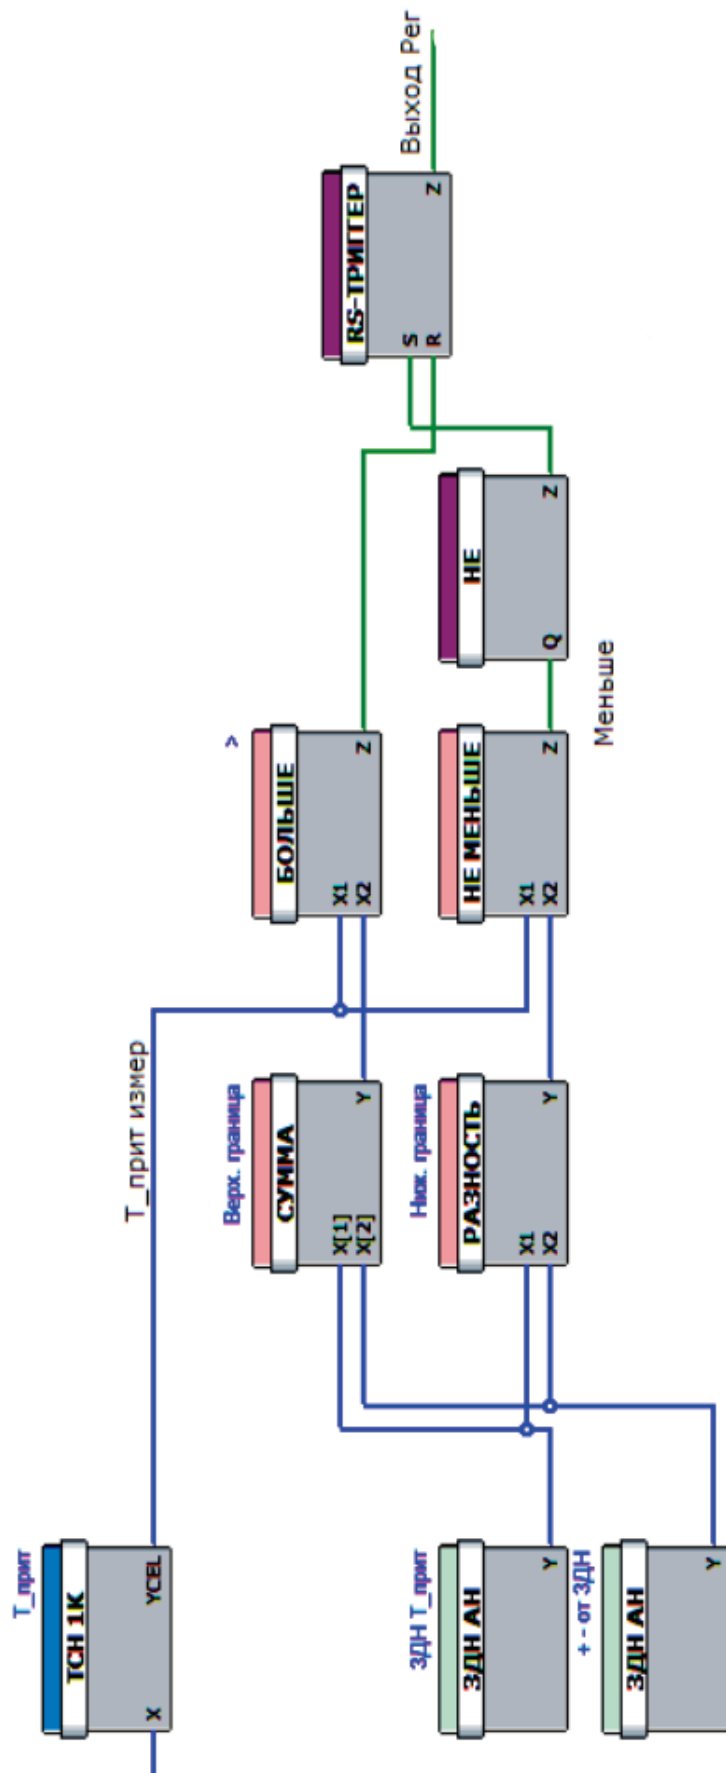 Т_прит
ТСН 1К
X
YCEL
Т_прит измер
ЗДН Т_прит
ЗДН АН
Y
+ - от ЗДН
ЗДН АН
Y
Верх. граница
СУММА
X[1]
X[2]
Y
Ниж. граница
РАЗНОСТЬ
X1
X2
Y
>
БОЛЬШЕ
X1
X2
Z
НЕ МЕНЬШЕ
X1
X2
Z
Меньше
НЕ
Q
Z
RS-ТРИГГЕР
S
R
Z
Выход Рег